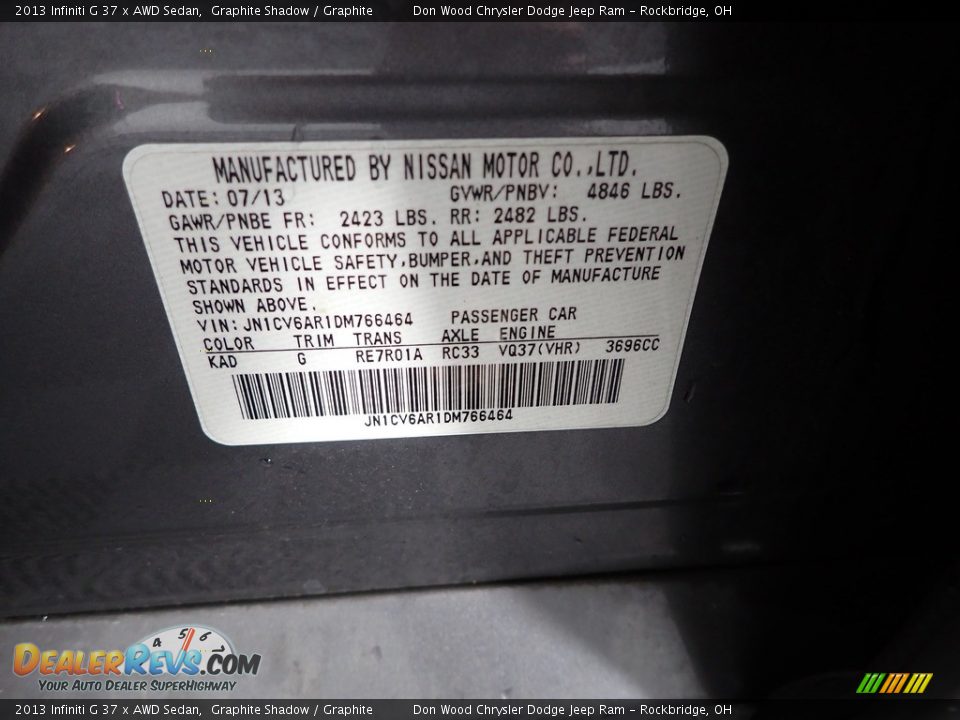 2013 Infiniti G 37 x AWD Sedan, Graphite Shadow / Graphite Don Wood Chrysler Dodge Jeep Ram - Rockbridge, OH
MANUFACTURED BY NISSAN MOTOR CO.,LTD.
DATE: 07/13 GVWR/PNBV: 4846 LBS.
GAWR/PNBE FR: 2423 LBS. RR: 2482 LBS.
THIS VEHICLE CONFORMS TO ALL APPLICABLE FEDERAL
MOTOR VEHICLE SAFETY,BUMPER,AND THEFT PREVENTION
STANDARDS IN EFFECT ON THE DATE OF MANUFACTURE
SHOWN ABOVE.
VIN: JN1CV6AR1DM766464 PASSENGER CAR
COLOR TRIM TRANS AXLE ENGINE
KAD G RE7R01A RC33 VQ37(VHR) 3696CC
JN1CV6AR1DM766464
4 5 6
DEALERREVS.COM
YOUR AUTO DEALER SUPERHIGHWAY
2013 Infiniti G 37 x AWD Sedan, Graphite Shadow / Graphite Don Wood Chrysler Dodge Jeep Ram - Rockbridge, OH